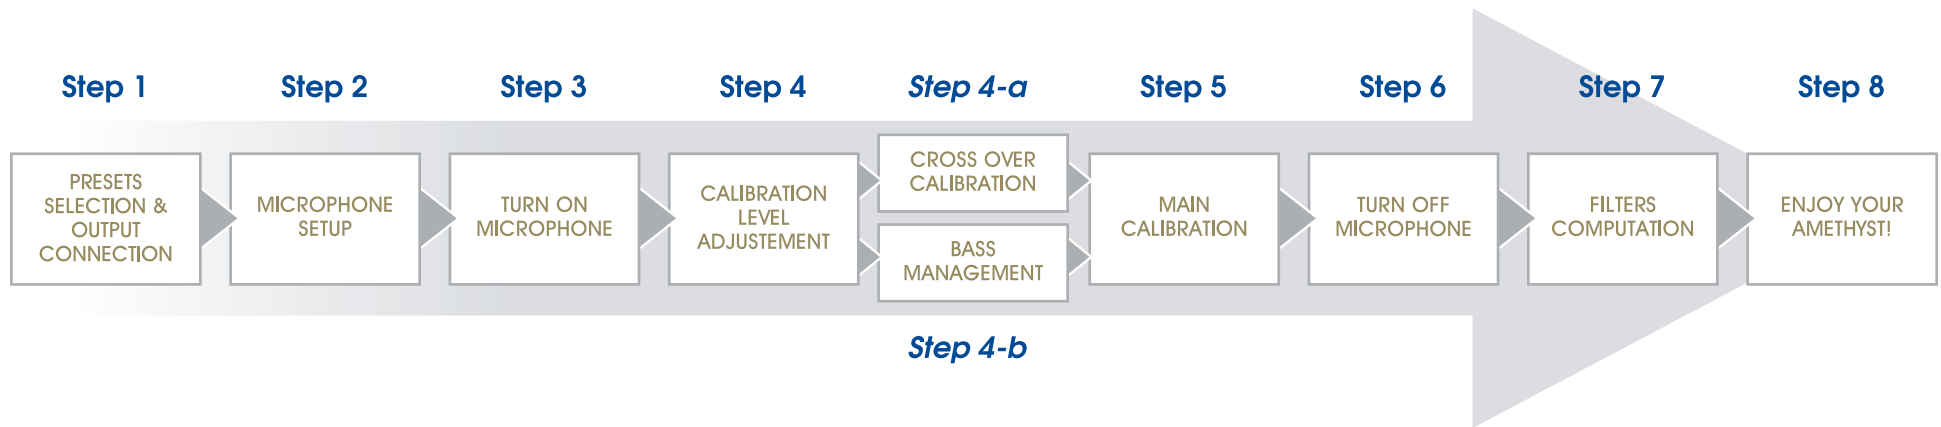 Step 1
Step 2
Step 3
Step 4
Step 4-a
Step 5
Step 6
Step 7
Step 8
PRESETS
SELECTION &
OUTPUT
CONNECTION
MICROPHONE
SETUP
TURN ON
MICROPHONE
CALIBRATION
LEVEL
ADJUSTEMENT
CROSS OVER
CALIBRATION
BASS
MANAGEMENT
MAIN
CALIBRATION
TURN OFF
MICROPHONE
FILTERS
COMPUTATION
ENJOY YOUR
AMETHYST!
Step 4-b